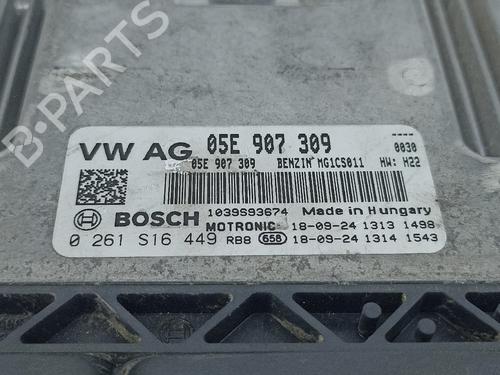 B-PARTS
VW AG 05E 907 309 ----
05E 907 309 BENZIN MG1CS011 0030
HW: H22
BOSCH 1039S93674 Made in Hungary
MOTRONIC 18-09-24 1313 1498
0 261 S16 449 RBB 658 18-09-24 1314 1543